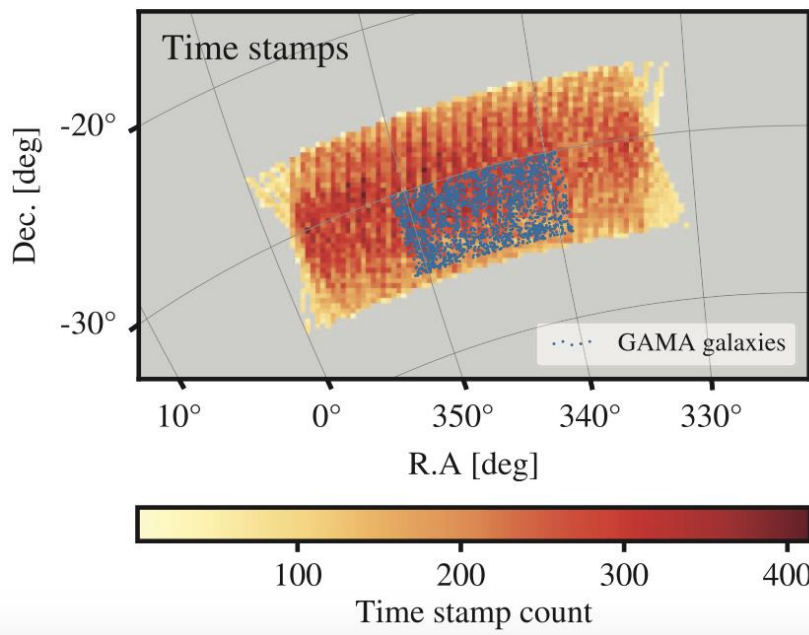 Time stamps
-20°
Dec. [deg]
-30°
GAMA galaxies
10° 0° 350° 340° 330°
R.A [deg]
100 200 300 400
Time stamp count